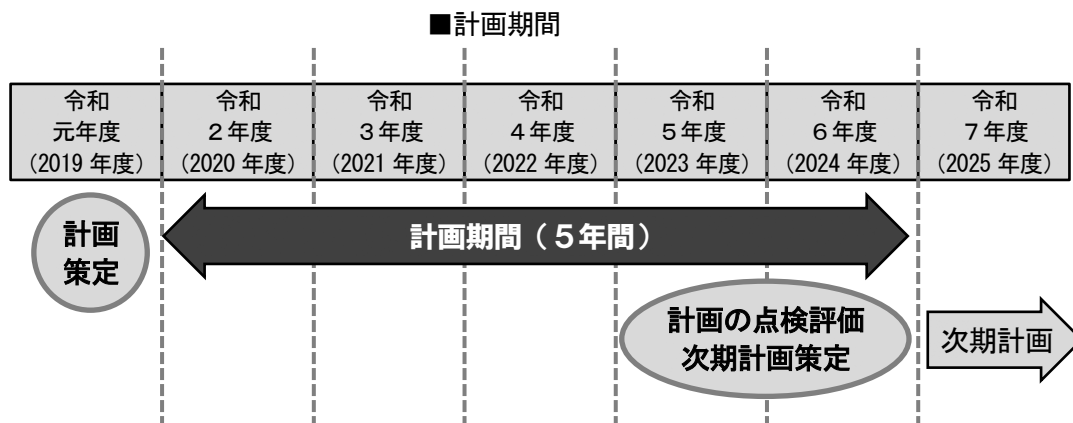 ■計画期間
令和
元年度
(2019 年度)
令和
２年度
(2020 年度)
令和
３年度
(2021 年度)
令和
４年度
(2022 年度)
令和
５年度
(2023 年度)
令和
６年度
(2024 年度)
令和
７年度
(2025 年度)
計画
策定
計画期間（５年間）
計画の点検評価
次期計画策定
次期計画